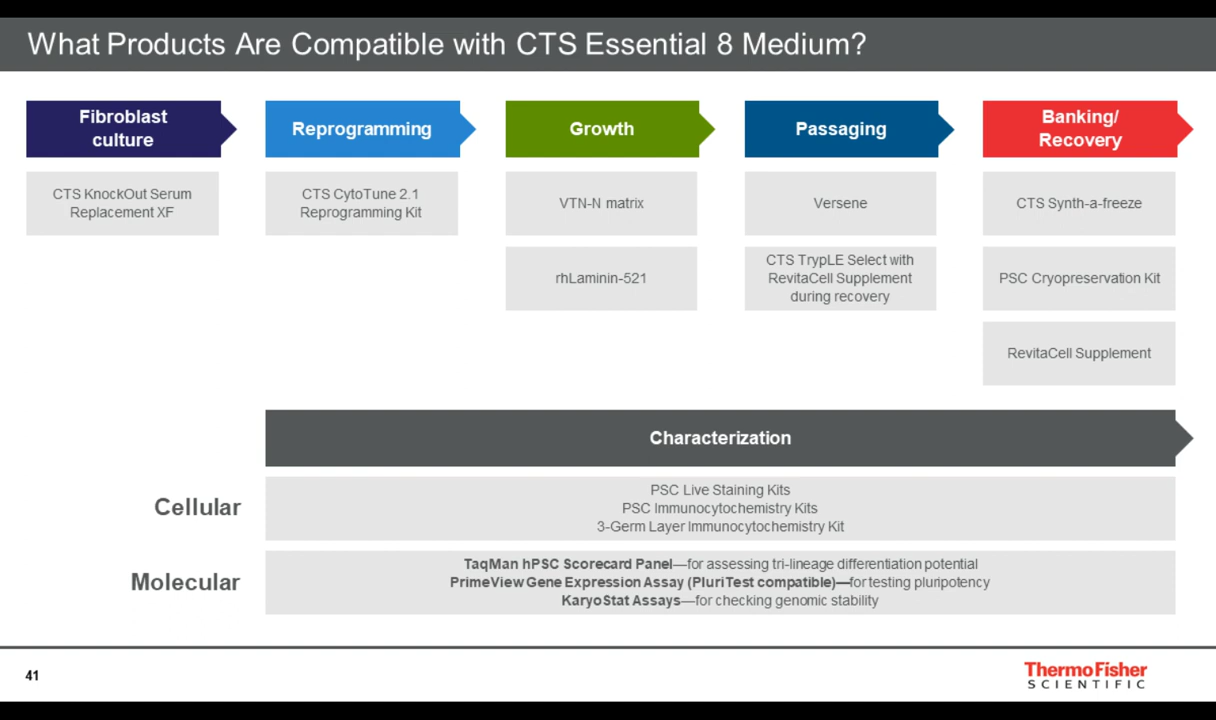 What Products Are Compatible with CTS Essential 8 Medium?
Fibroblast
culture
Reprogramming
Growth
Passaging
Banking/
Recovery
CTS KnockOut Serum
Replacement XF
CTS CytoTune 2.1
Reprogramming Kit
VTN-N matrix
Versene
CTS Synth-a-freeze
rhLaminin-521
CTS TrypLE Select with
RevitaCell Supplement
during recovery
PSC Cryopreservation Kit
RevitaCell Supplement
Characterization
Cellular
PSC Live Staining Kits
PSC Immunocytochemistry Kits
3-Germ Layer Immunocytochemistry Kit
Molecular
TaqMan hPSC Scorecard Panel—for assessing tri-lineage differentiation potential
PrimeView Gene Expression Assay (PluriTest compatible)—for testing pluripotency
KaryoStat Assays—for checking genomic stability
41
ThermoFisher
SCIENTIFIC